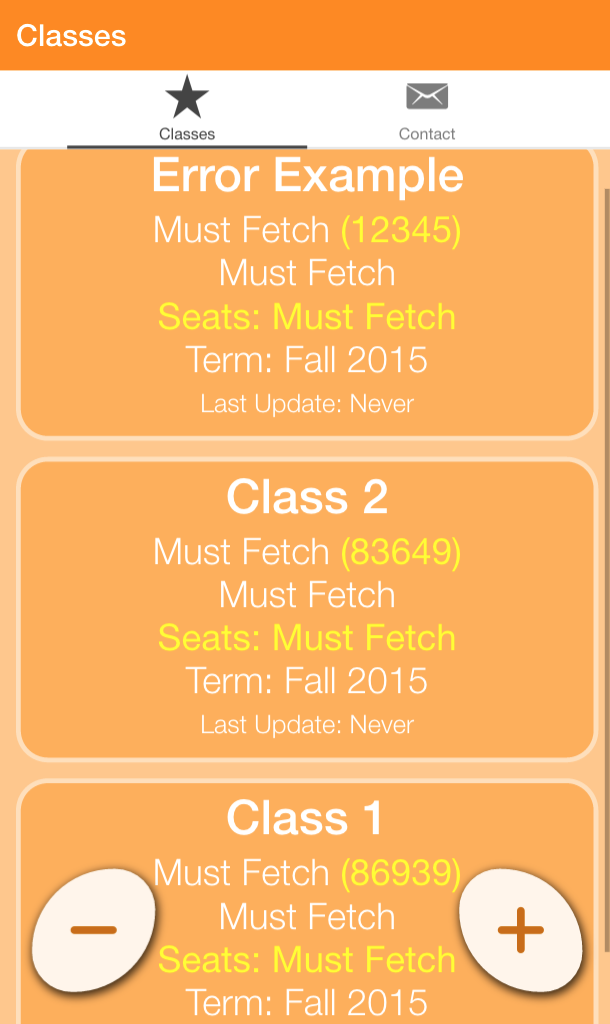 Classes
Classes
Contact
Error Example
Must Fetch (12345)
Must Fetch
Seats: Must Fetch
Term: Fall 2015
Last Update: Never
Class 2
Must Fetch (83649)
Must Fetch
Seats: Must Fetch
Term: Fall 2015
Last Update: Never
Class 1
Must Fetch (86939)
Must Fetch
Seats: Must Fetch
Term: Fall 2015